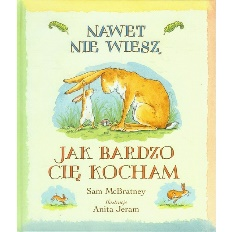 NAWET
NIE WIESZ,
JAK BARDZO
CIĘ KOCHAM
Sam McBratney
Ilustracje
Anita Jeram